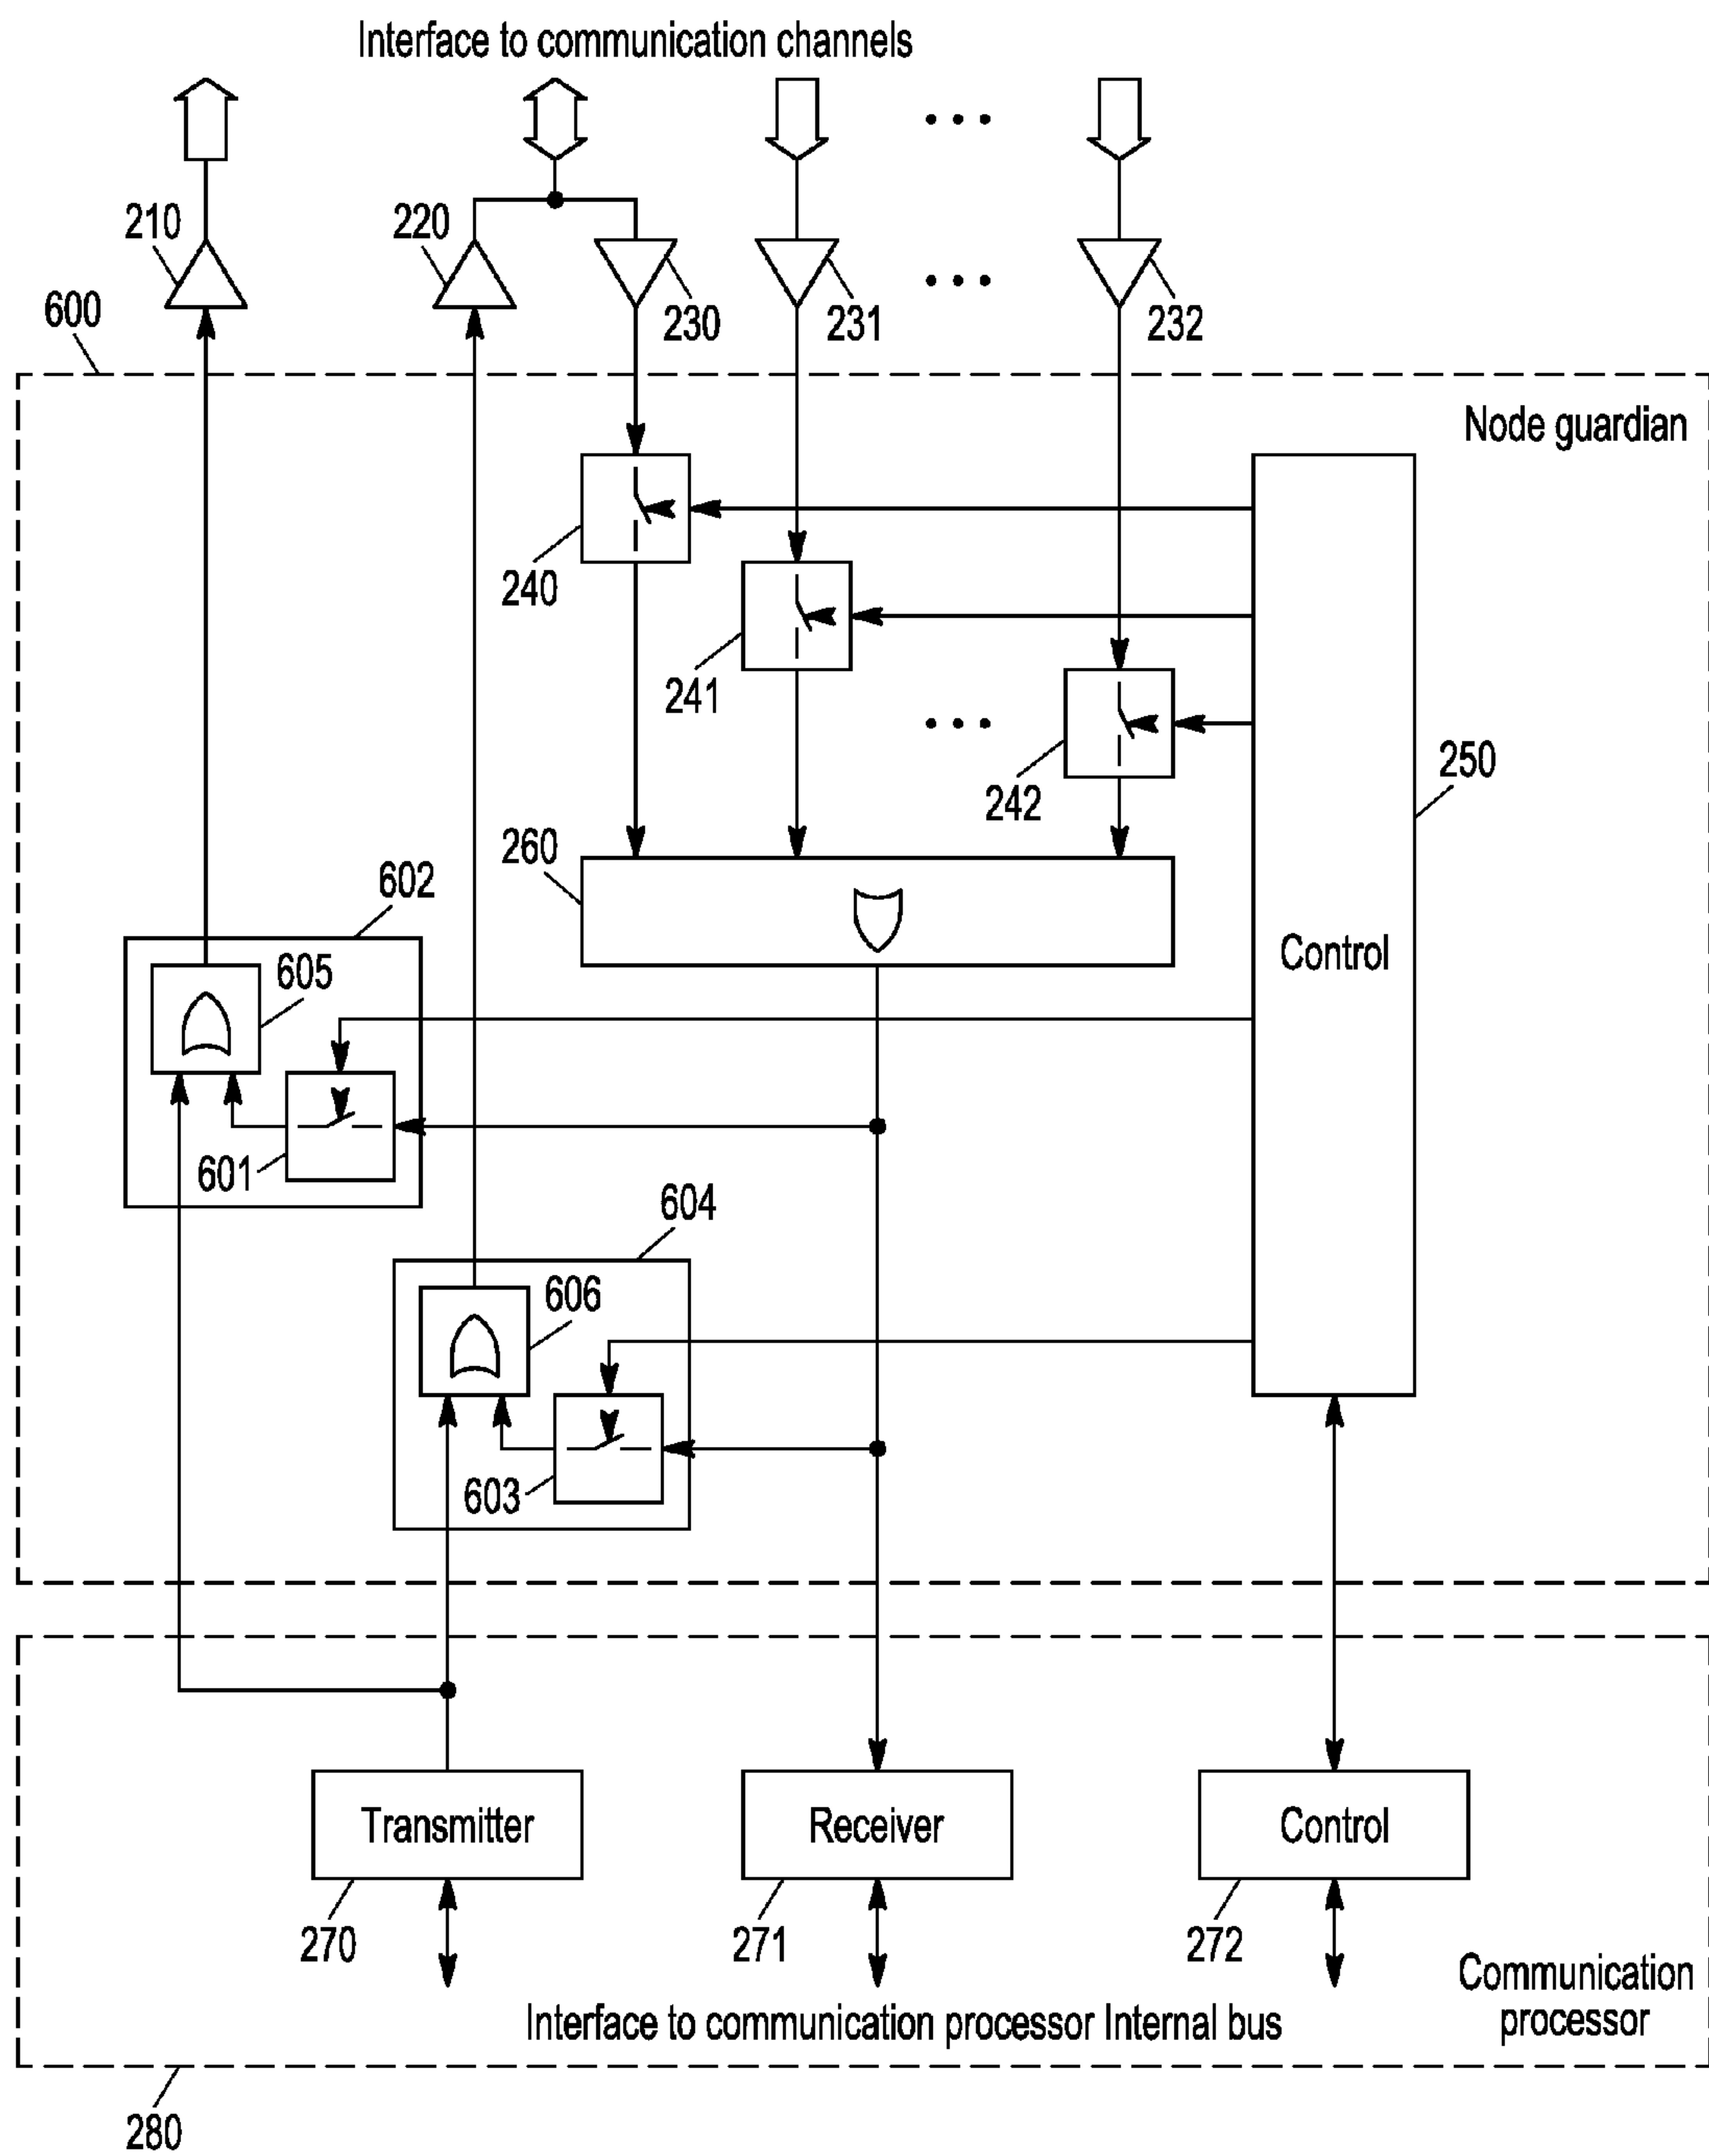 Interface to communication channels
210
220
230
231
232
600
Node guardian
240
241
242
250
260
Control
602
605
601
604
606
603
Transmitter
Receiver
Control
270
271
272
Communication
processor
Interface to communication processor Internal bus
280